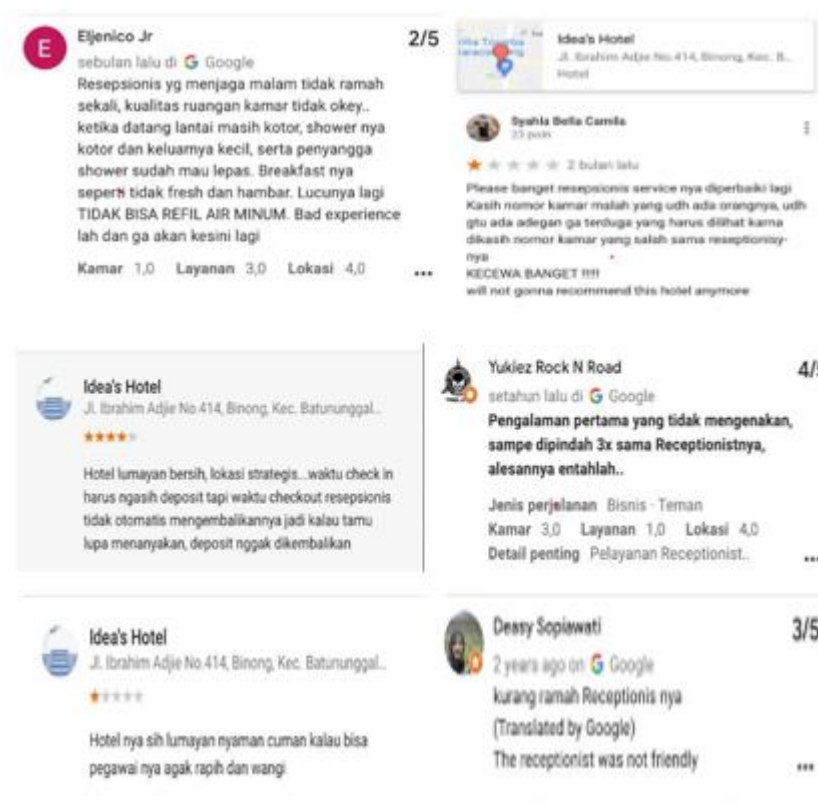 E
Eljenico Jr
2/5
sebulan lalu di G Google
Resepsionis yg menjaga malam tidak ramah
sekali, kualitas ruangan kamar tidak okey..
ketika datang lantai masih kotor, shower nya
kotor dan keluarnya kecil, serta penyangga
shower sudah mau lepas. Breakfast nya
seperti tidak fresh dan hambar. Lucunya lagi
TIDAK BISA REFIL AIR MINUM. Bad experience
lah dan ga akan kesini lagi
Kamar 1,0 Layanan 3,0 Lokasi 4,0
Idea's Hotel
Jl. Ibrahim Adjie No.414, Binong, Kec. B...
Hotel
Syahla Bella Camila
23 poin
2 bulan lalu
Please banget resepsionis service nya diperbaiki lagi
Kasih nomor kamar malah yang udh ada orangnya, udh
gtu ada adegan ga terduga yang harus dilihat karna
dikasih nomor kamar yang salah sama reseptionisy-
nya
KECEWA BANGET !!!!!
will not gonna recommend this hotel anymore
Idea's Hotel
Jl. Ibrahim Adjie No.414, Binong, Kec. Batununggal...
Hotel lumayan bersih, lokasi strategis...waktu check in
harus ngasih deposit tapi waktu checkout resepsionis
tidak otomatis mengembalikannya jadi kalau tamu
lupa menanyakan, deposit nggak dikembalikan
Yukiez Rock N Road
4/5
setahun lalu di G Google
Pengalaman pertama yang tidak mengenakan,
sampe dipindah 3x sama Receptionistnya,
alesannya entahlah..
Jenis perjalanan Bisnis · Teman
Kamar 3,0 Layanan 1,0 Lokasi 4,0
Detail penting Pelayanan Receptionist..
Idea's Hotel
Jl. Ibrahim Adjie No.414, Binong, Kec. Batununggal...
Hotel nya sih lumayan nyaman cuman kalau bisa
pegawai nya agak rapih dan wangi
Deasy Sopiawati
3/5
2 years ago on G Google
kurang ramah Receptionis nya
(Translated by Google)
The receptionist was not friendly